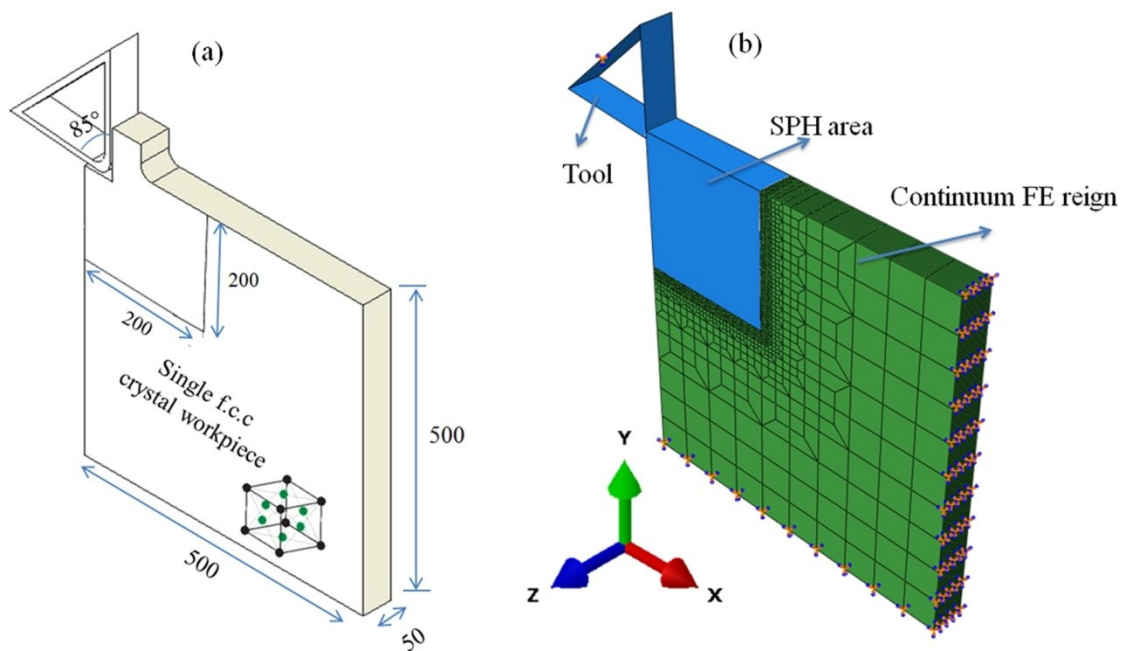 (a)
85°
200
200
Single f.c.c
crystal workpiece
500
500
50
(b)
SPH area
Tool
Continuum FE reign
Y
Z
X